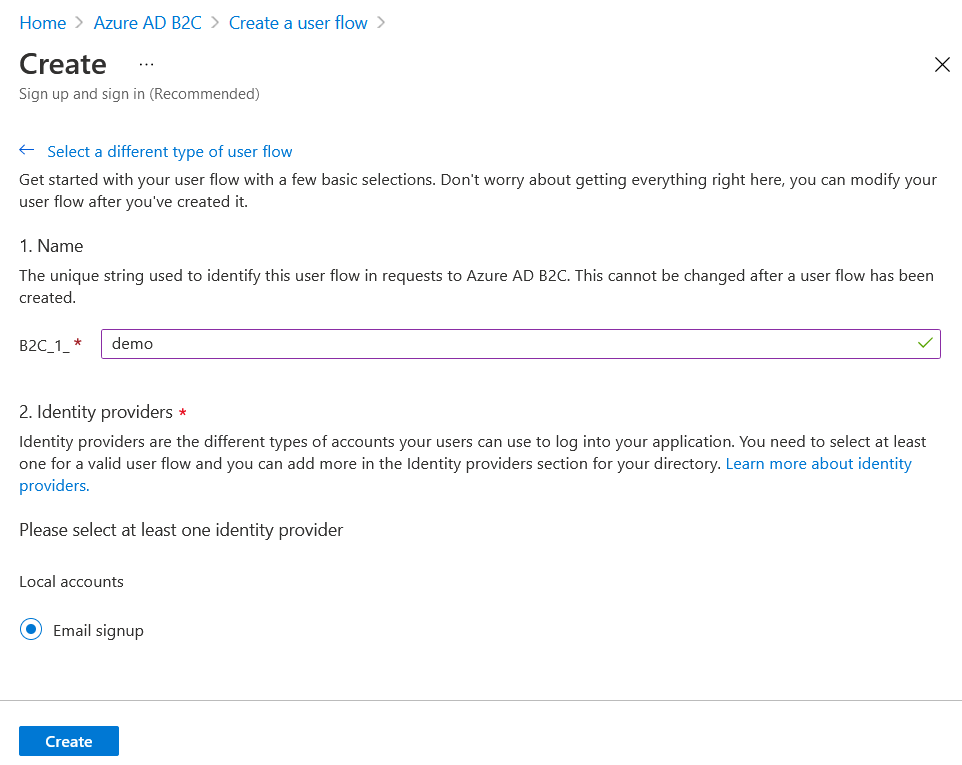 Home > Azure AD B2C > Create a user flow >
Create ...
Sign up and sign in (Recommended)
← Select a different type of user flow
Get started with your user flow with a few basic selections. Don't worry about getting everything right here, you can modify your
user flow after you've created it.
1. Name
The unique string used to identify this user flow in requests to Azure AD B2C. This cannot be changed after a user flow has been
created.
B2C_1_ * demo
2. Identity providers *
Identity providers are the different types of accounts your users can use to log into your application. You need to select at least
one for a valid user flow and you can add more in the Identity providers section for your directory. Learn more about identity
providers.
Please select at least one identity provider
Local accounts
Email signup
Create